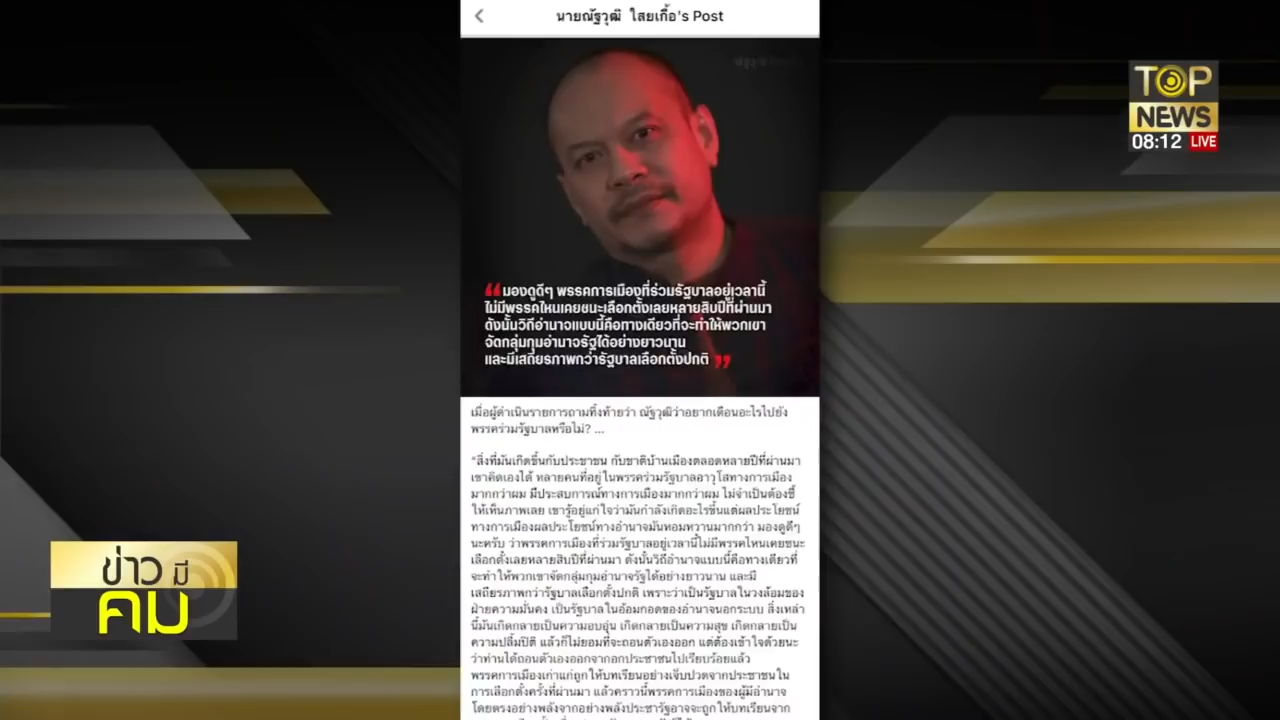 นายณัฐวุฒิ ใสยเกื้อ's Post
TOP
NEWS
08:12 LIVE
❝มองดูดีๆ พรรคการเมืองที่ร่วมรัฐบาลอยู่เวลานี้
ไม่มีพรรคไหนเคยชนะเลือกตั้งเลยหลายสิบปีที่ผ่านมา
ดังนั้นวิถีอำนาจแบบนี้คือทางเดียวที่จะทำให้พวกเขา
จัดกลุ่มกุมอำนาจรัฐได้อย่างยาวนาน
และมีเสถียรภาพกว่ารัฐบาลเลือกตั้งปกติ ❞
เมื่อผู้ดำเนินรายการถามทิ้งท้ายว่า ณัฐวุฒิว่าอยากเตือนอะไรไปยัง
พรรคร่วมรัฐบาลหรือไม่? ...
"สิ่งที่มันเกิดขึ้นกับประชาชน กับชาติบ้านเมืองตลอดหลายปีที่ผ่านมา
เขาคิดเองได้ หลายคนที่อยู่ในพรรคร่วมรัฐบาลอาวุโสทางการเมือง
มากกว่าผม มีประสบการณ์ทางการเมืองมากกว่าผม ไม่จำเป็นต้องชี้
ให้เห็นภาพเลย เขารู้อยู่แก่ใจว่ามันกำลังเกิดอะไรขึ้นแต่ผลประโยชน์
ทางการเมืองผลประโยชน์ทางอำนาจมันหอมหวานมากกว่า มองดูดีๆ
นะครับ ว่าพรรคการเมืองที่ร่วมรัฐบาลอยู่เวลานี้ไม่มีพรรคไหนเคยชนะ
เลือกตั้งเลยหลายสิบปีที่ผ่านมา ดังนั้นวิถีอำนาจแบบนี้คือทางเดียวที่
จะทำให้พวกเขาจัดกลุ่มกุมอำนาจรัฐได้อย่างยาวนาน และมี
เสถียรภาพกว่ารัฐบาลเลือกตั้งปกติ เพราะว่าเป็นรัฐบาลในวงล้อมของ
ฝ่ายความมั่นคง เป็นรัฐบาลในอ้อมกอดของอำนาจนอกระบบ สิ่งเหล่า
นี้มันเกิดกลายเป็นความอบอุ่น เกิดกลายเป็นความสุข เกิดกลายเป็น
ความปลิ้มปิติ แล้วก็ไม่ยอมที่จะถอนตัวเองออก แต่ต้องเข้าใจด้วยนะ
ว่าท่านได้ถอนตัวเองออกจากอกประชาชนไปเรียบร้อยแล้ว
พรรคการเมืองเก่าแก่ถูกให้บทเรียนอย่างเจ็บปวดจากประชาชนใน
การเลือกตั้งครั้งที่ผ่านมา แล้วคราวนี้พรรคการเมืองของผู้มีอำนาจ
โดยตรงอย่างพลังจากอย่างพลังประชารัฐอาจจะถูกให้บทเรียนจาก
ข่าวมี
คม